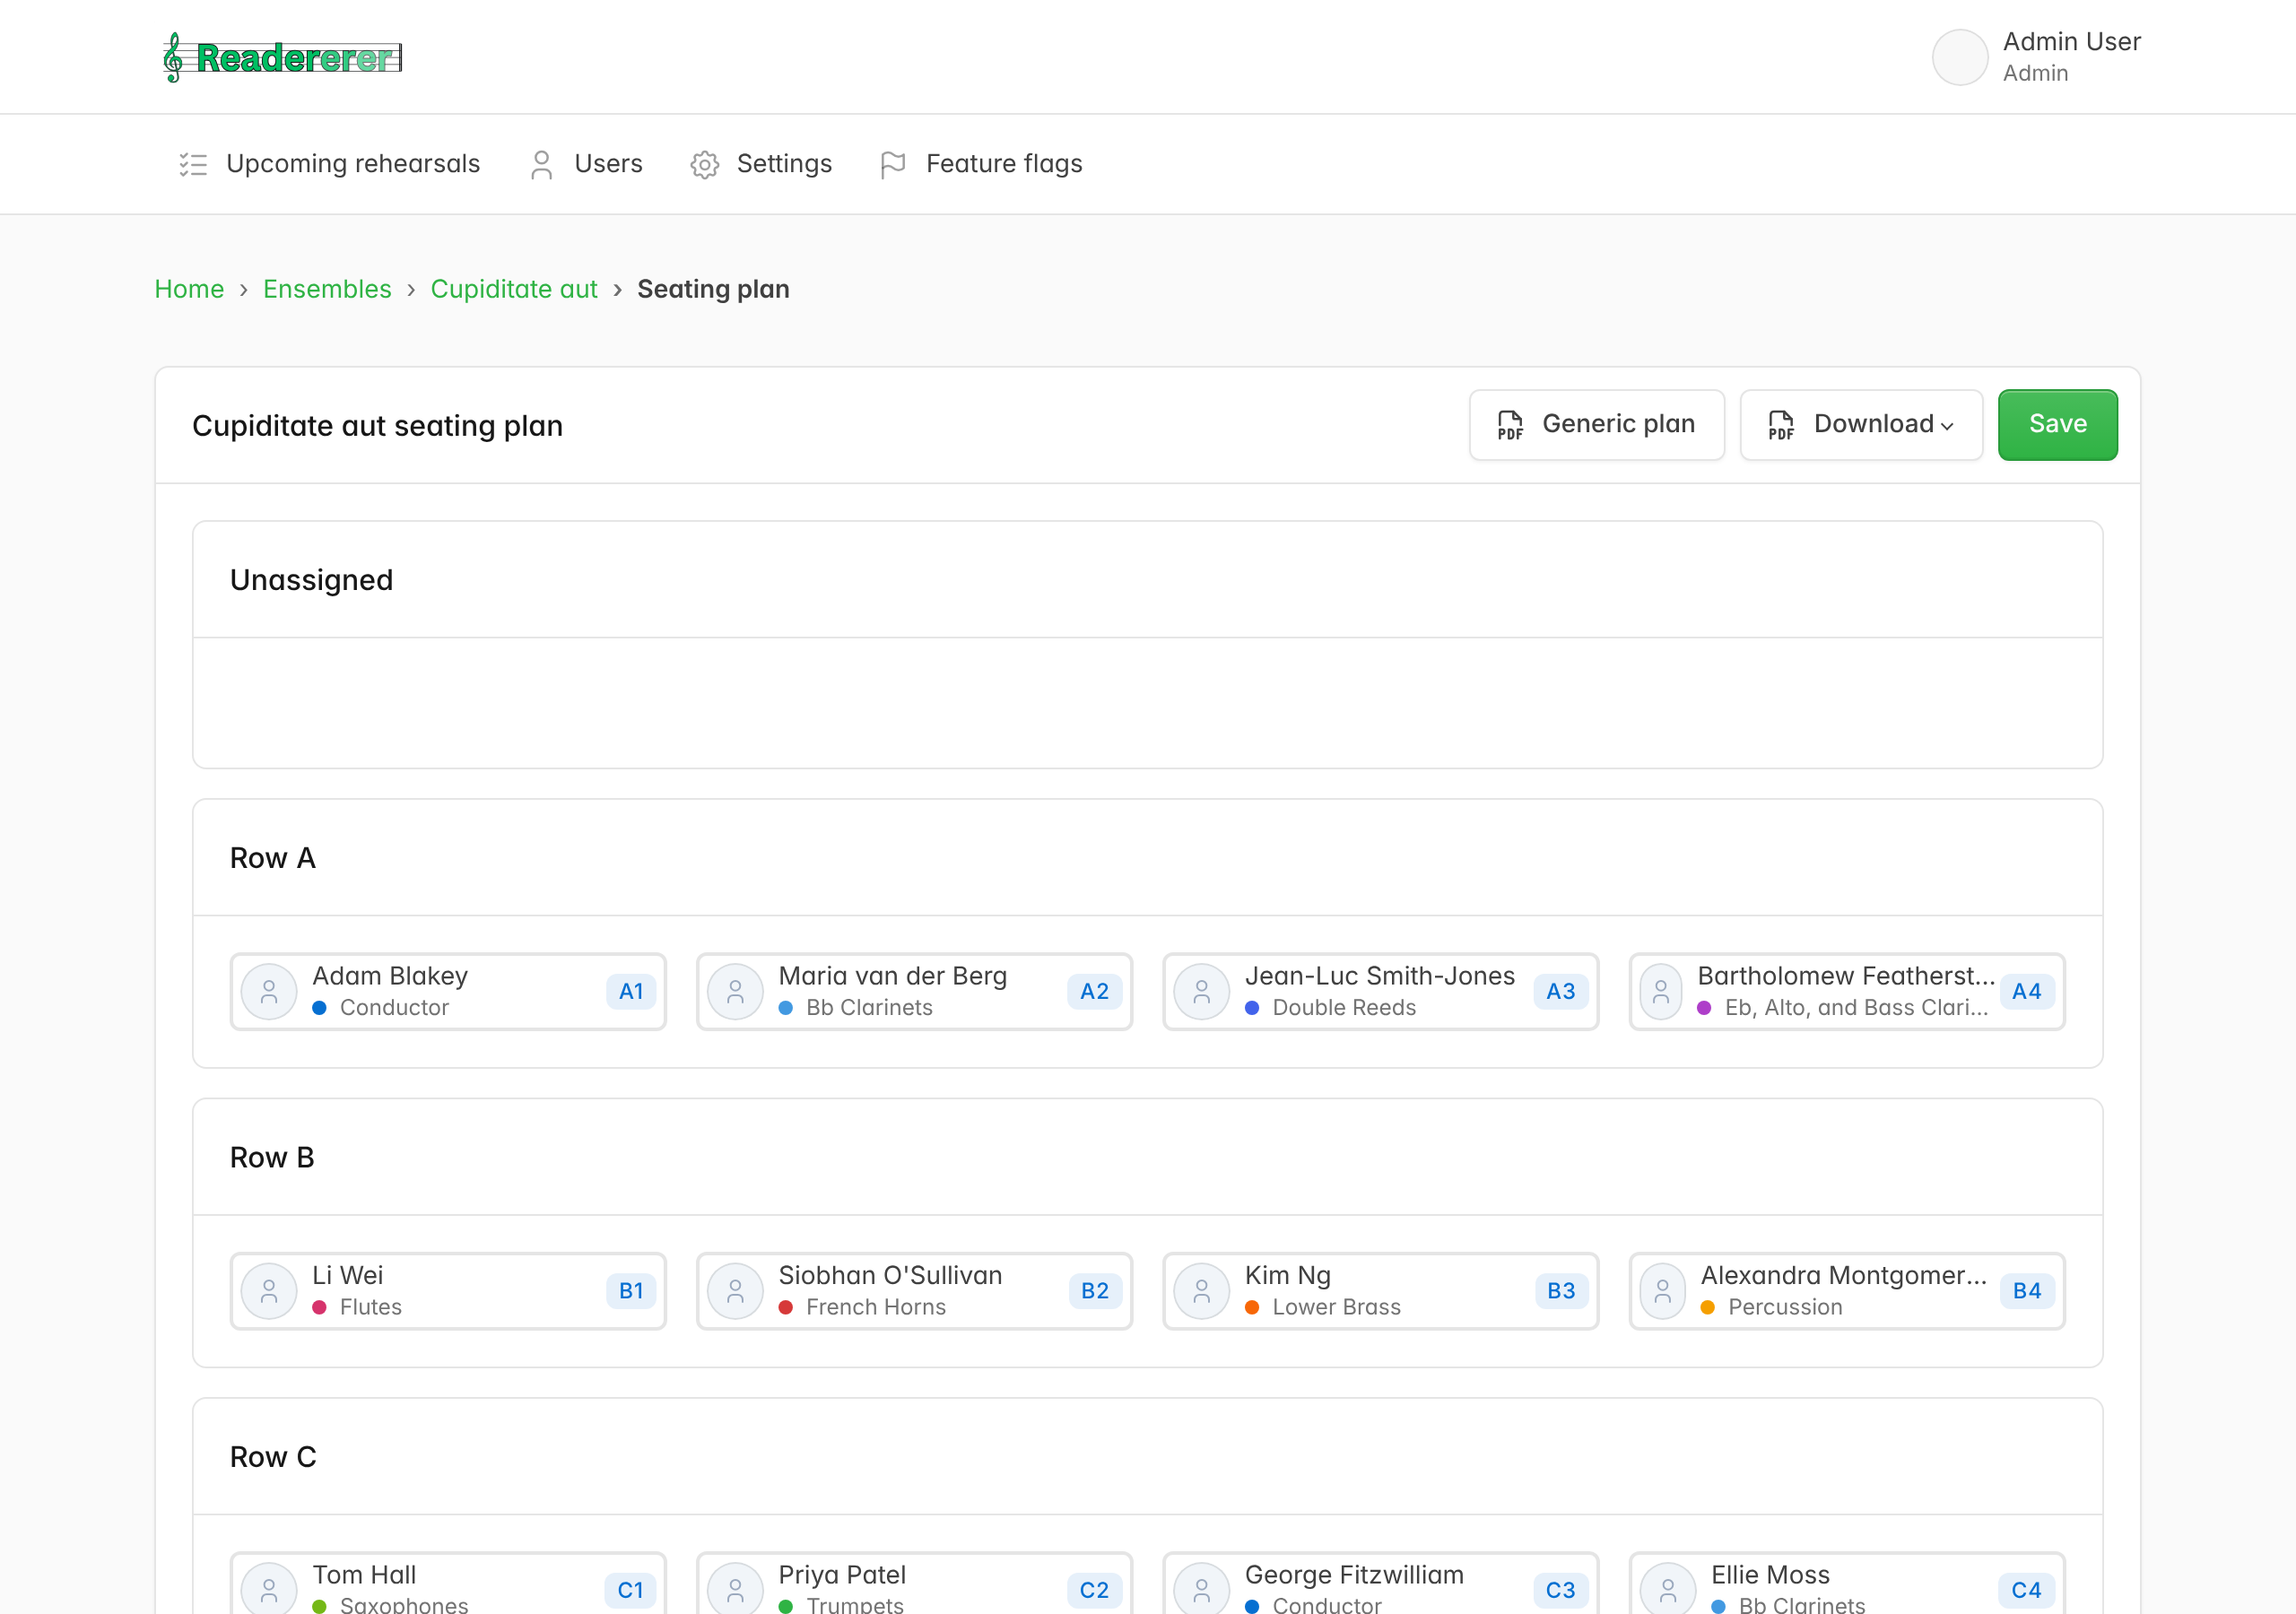 Readererer
Admin User
Admin
Upcoming rehearsals
Users
Settings
Feature flags
Home › Ensembles › Cupiditate aut › Seating plan
Cupiditate aut seating plan
PDF Generic plan
PDF Download
Save
Unassigned
Row A
Adam Blakey
Conductor
A1
Maria van der Berg
Bb Clarinets
A2
Jean-Luc Smith-Jones
Double Reeds
A3
Bartholomew Featherst...
Eb, Alto, and Bass Clari...
A4
Row B
Li Wei
Flutes
B1
Siobhan O'Sullivan
French Horns
B2
Kim Ng
Lower Brass
B3
Alexandra Montgomer...
Percussion
B4
Row C
Tom Hall
Saxophones
C1
Priya Patel
Trumpets
C2
George Fitzwilliam
Conductor
C3
Ellie Moss
Bb Clarinets
C4